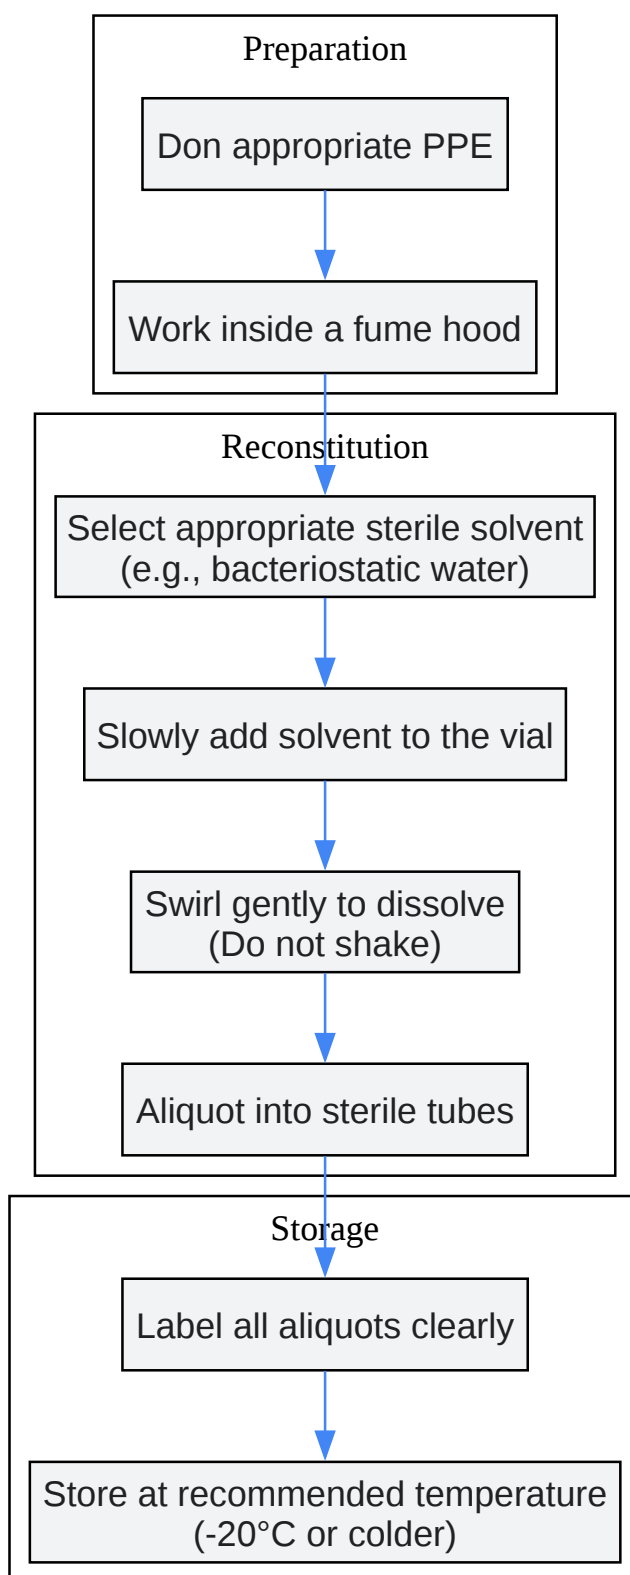 Preparation
Don appropriate PPE
Work inside a fume hood
Reconstitution
Select appropriate sterile solvent
(e.g., bacteriostatic water)
Slowly add solvent to the vial
Swirl gently to dissolve
(Do not shake)
Aliquot into sterile tubes
Storage
Label all aliquots clearly
Store at recommended temperature
(-20°C or colder)